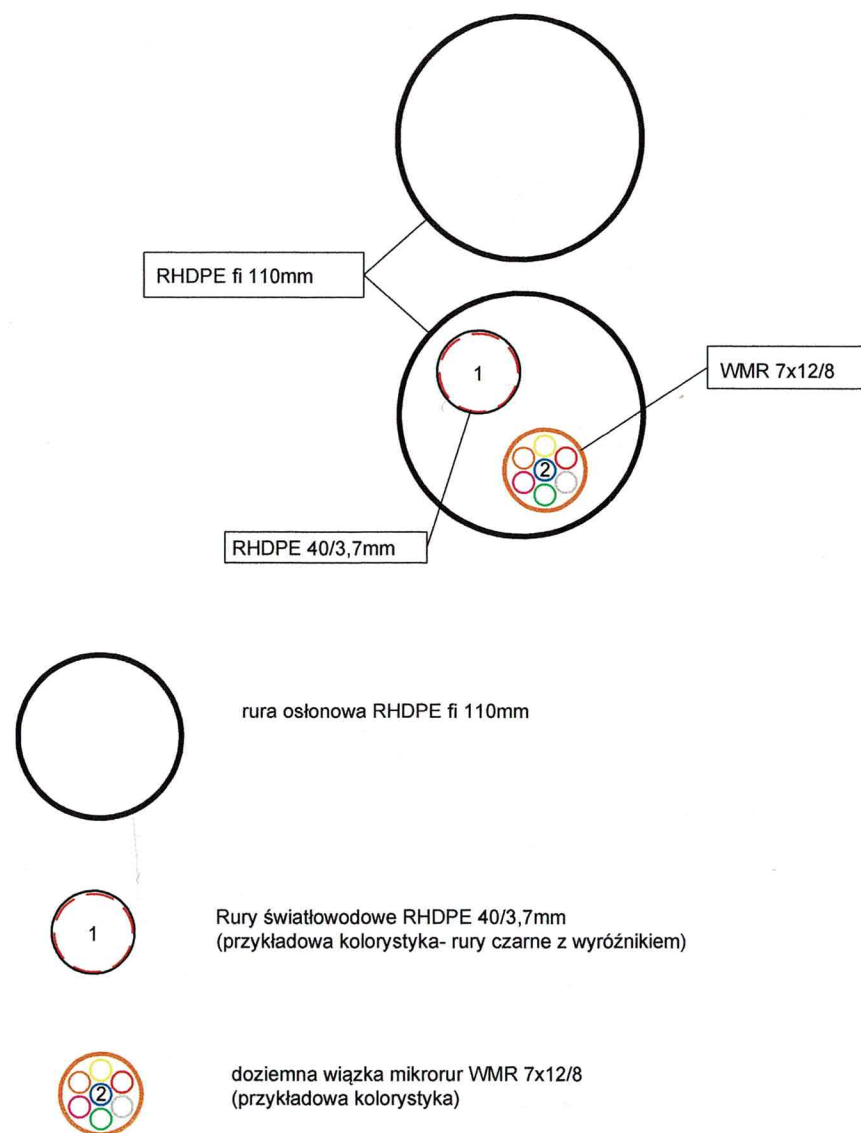 RHDPE fi 110mm
1
WMR 7x12/8
2
RHDPE 40/3,7mm
rura osłonowa RHDPE fi 110mm
1
Rury światłowodowe RHDPE 40/3,7mm
(przykładowa kolorystyka- rury czarne z wyróźnikiem)
2
doziemna wiązka mikrorur WMR 7x12/8
(przykładowa kolorystyka)